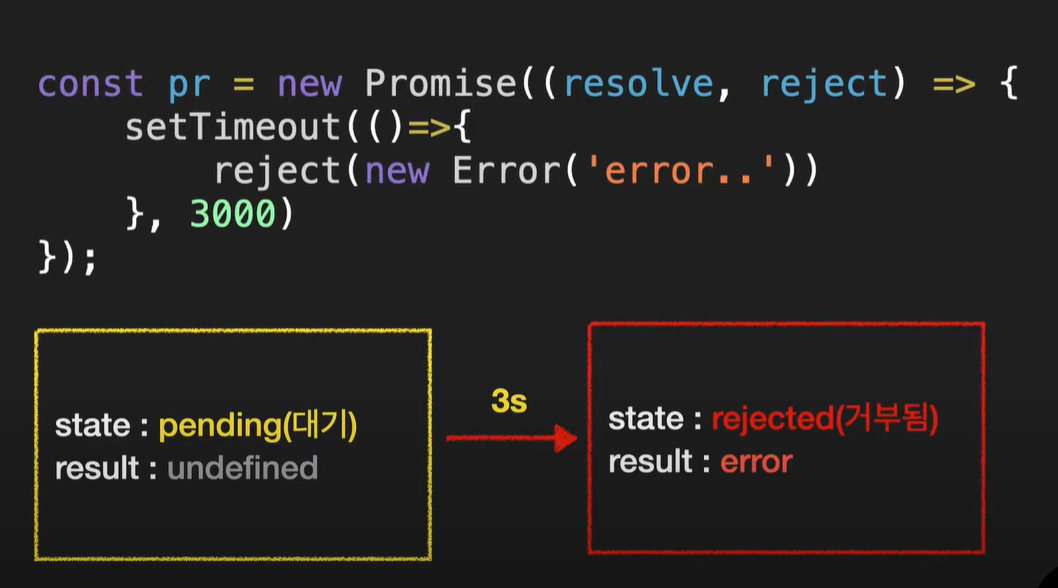 const pr = new Promise((resolve, reject) => {
    setTimeout(()=>{
        reject(new Error('error..'))
    }, 3000)
});
3s
state : pending(대기)
result : undefined
state : rejected(거부됨)
result : error